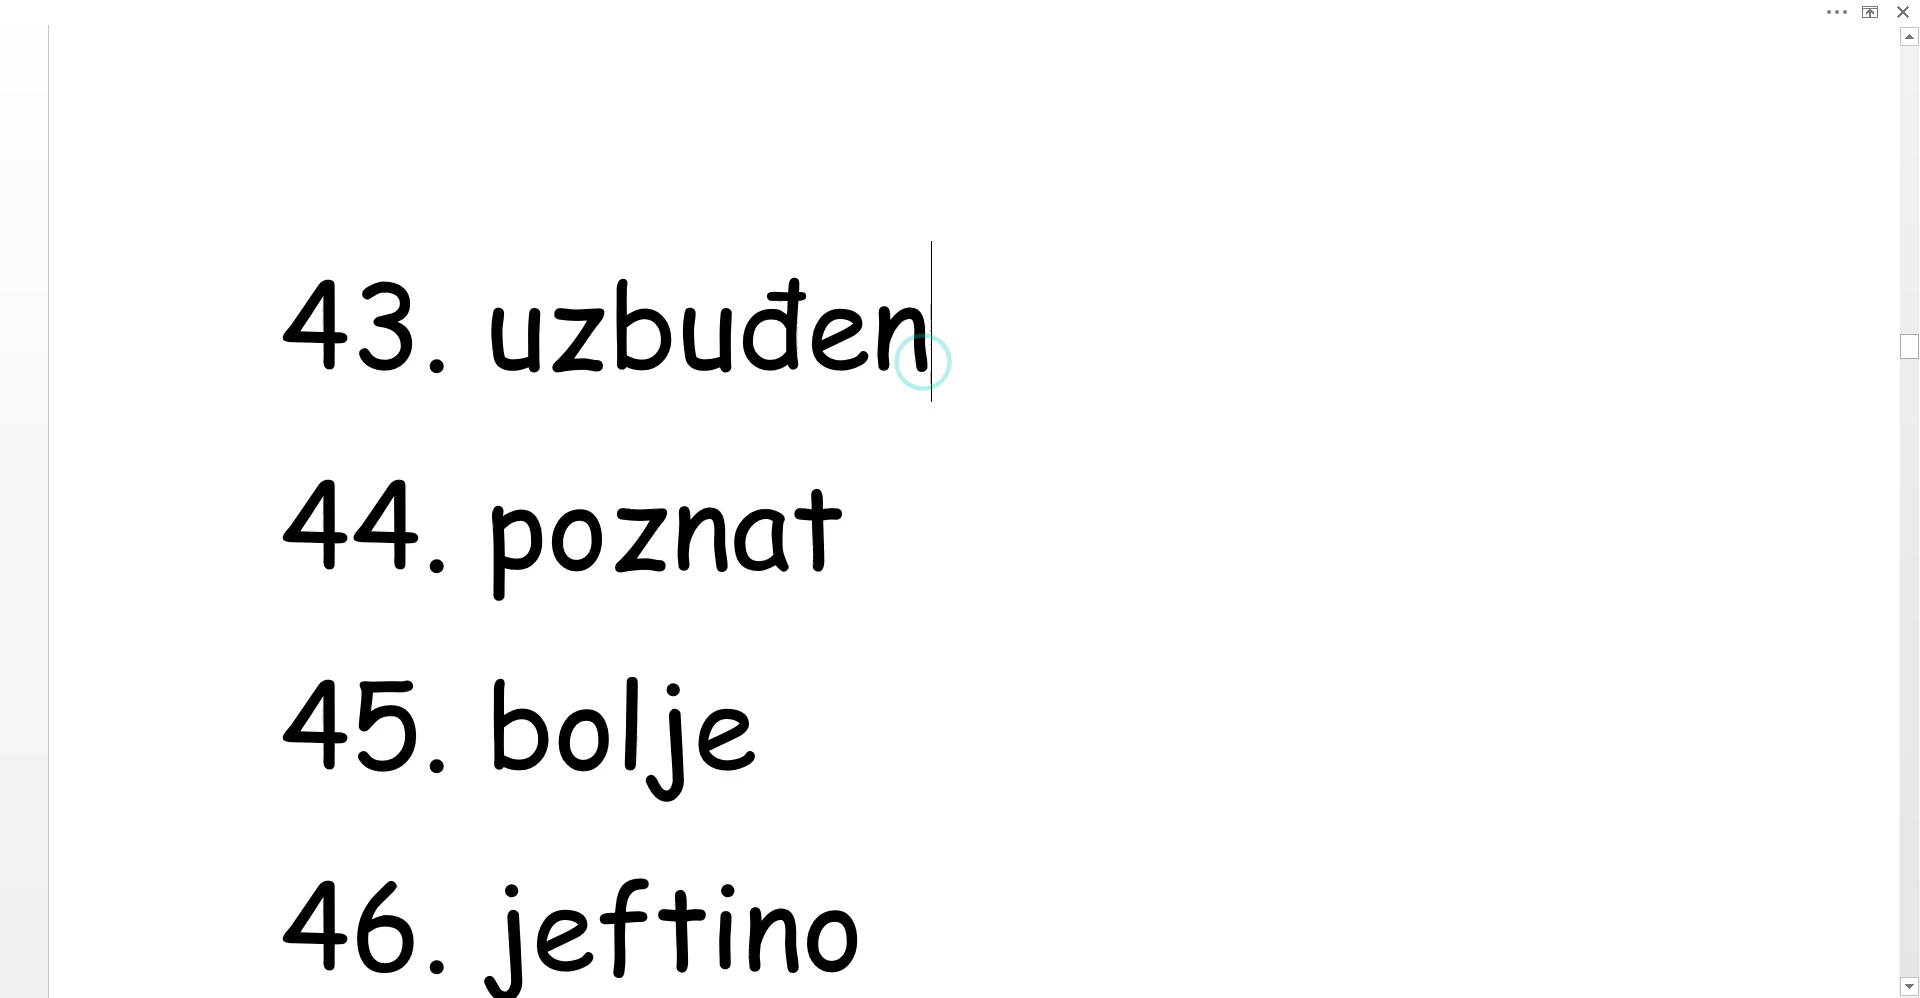 43. uzbuđen
44. poznat
45. bolje
46. jeftino